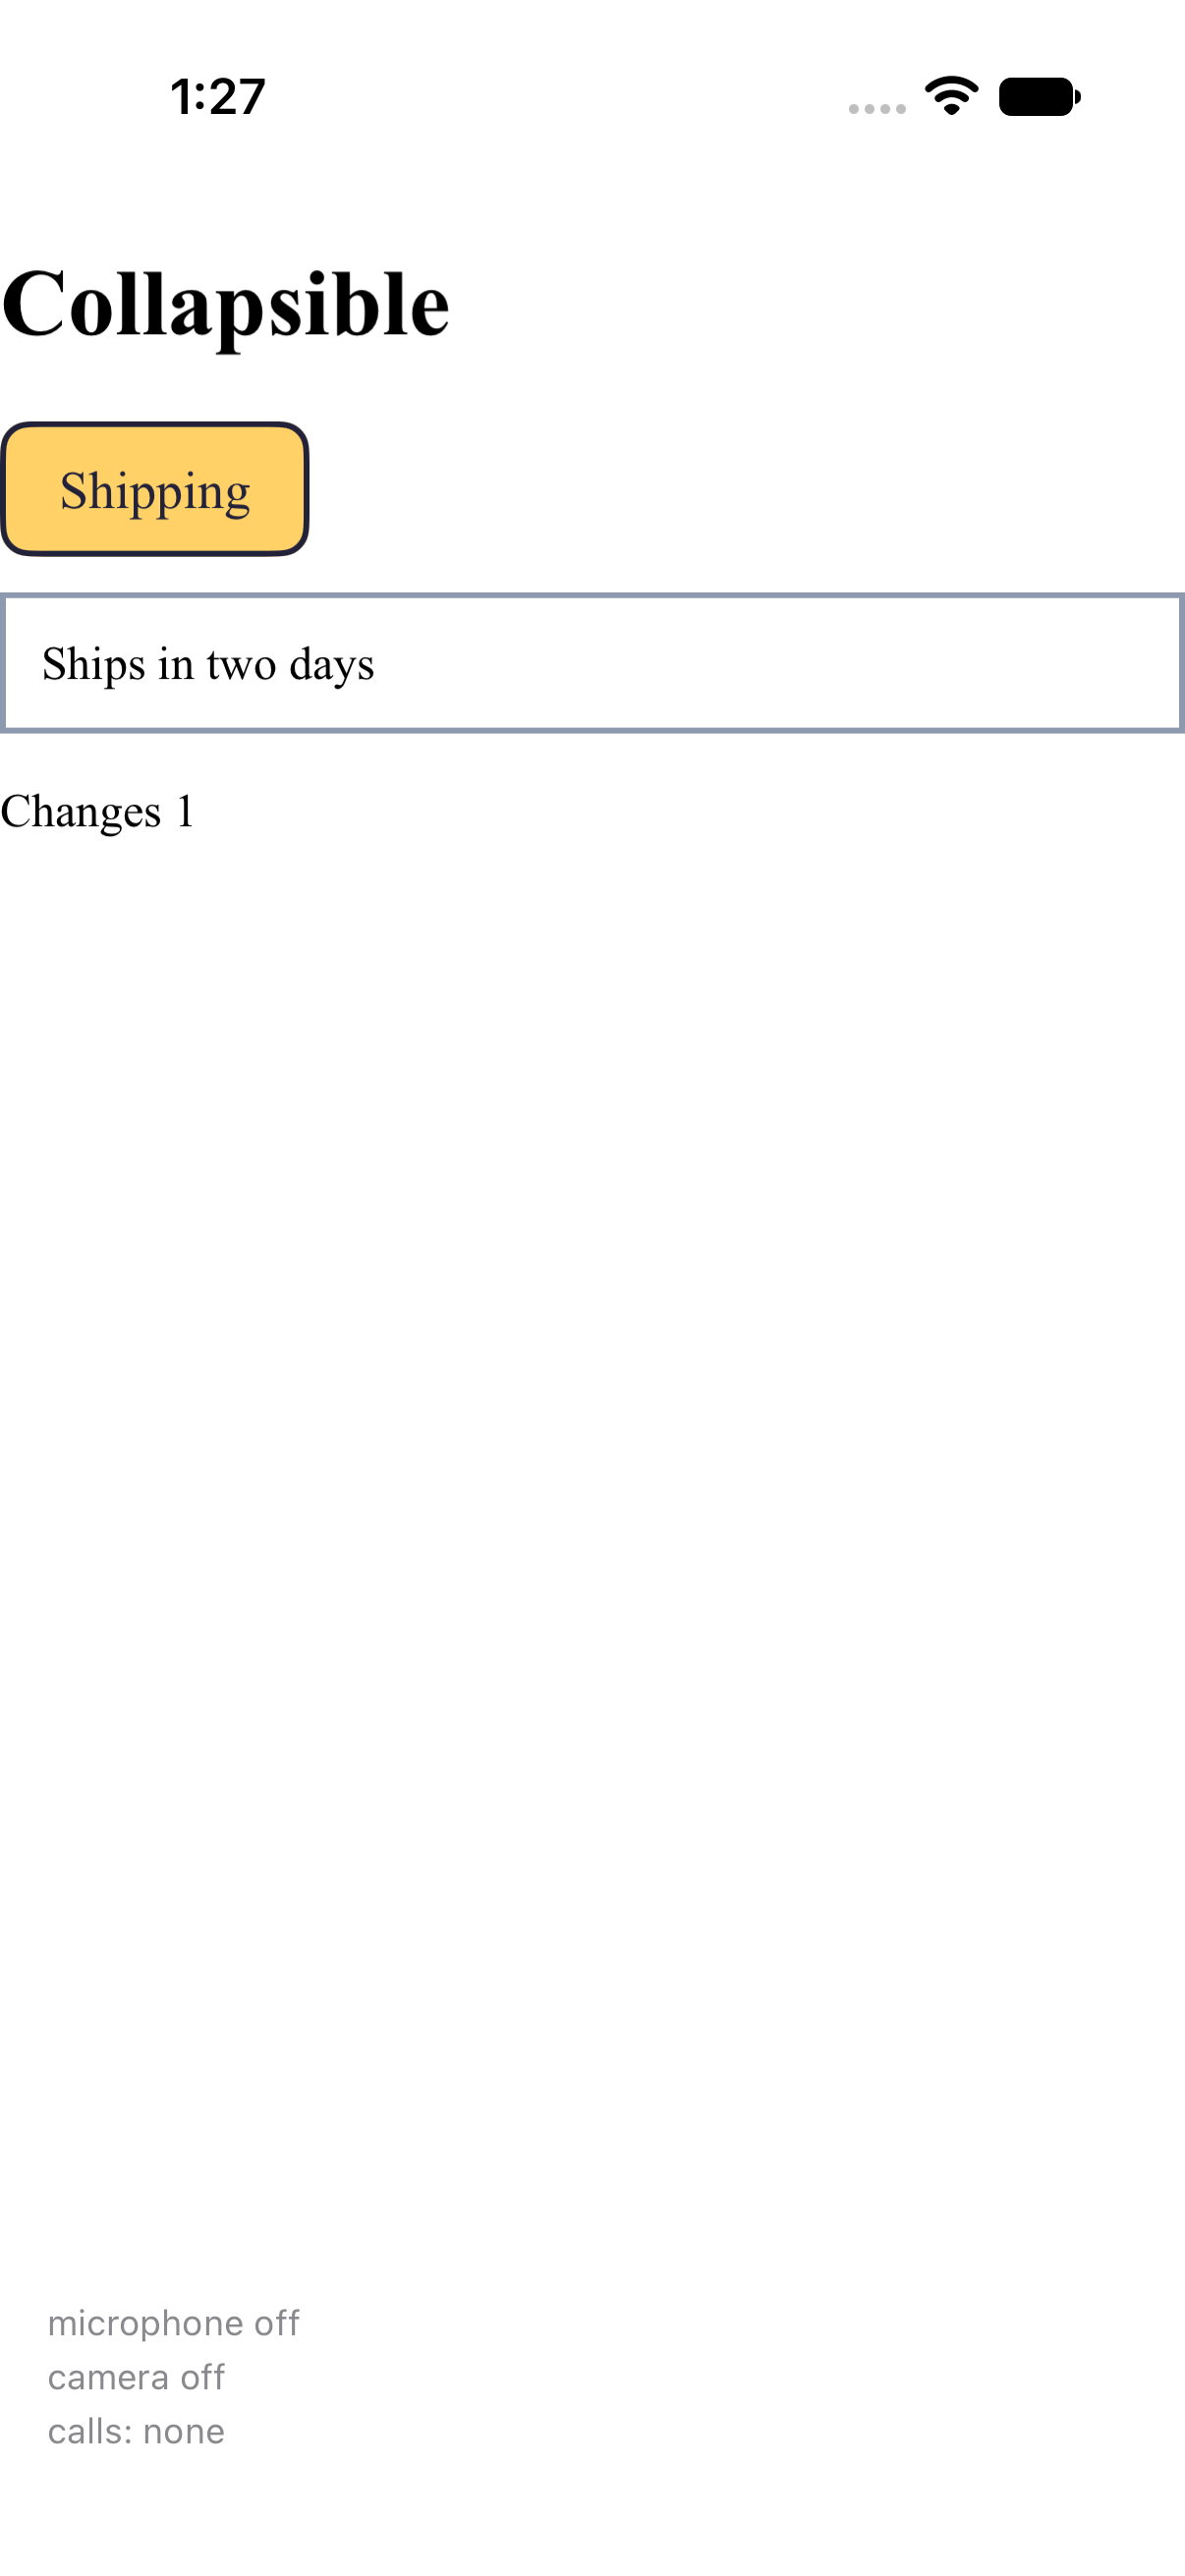 1:27
Collapsible
Shipping
Ships in two days
Changes 1
microphone off
camera off
calls: none